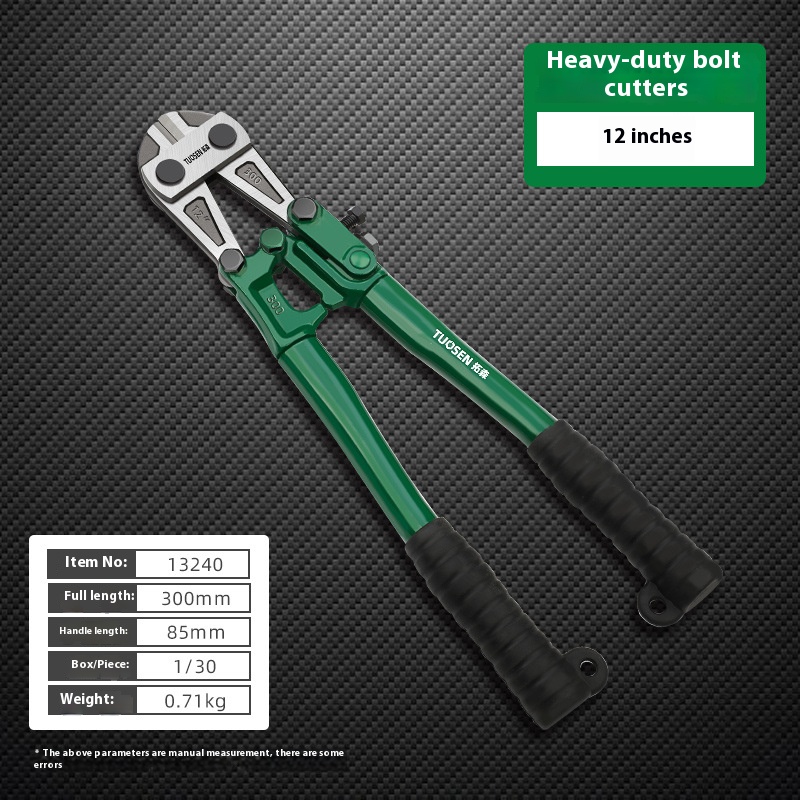 Heavy-duty bolt
cutters
12 inches
TUOSEN 拓森
300
12"
300
TUOSEN 拓森
Item No: 13240
Full length: 300mm
Handle length: 85mm
Box/Piece: 1/30
Weight: 0.71kg
* The above parameters are manual measurement, there are some
errors